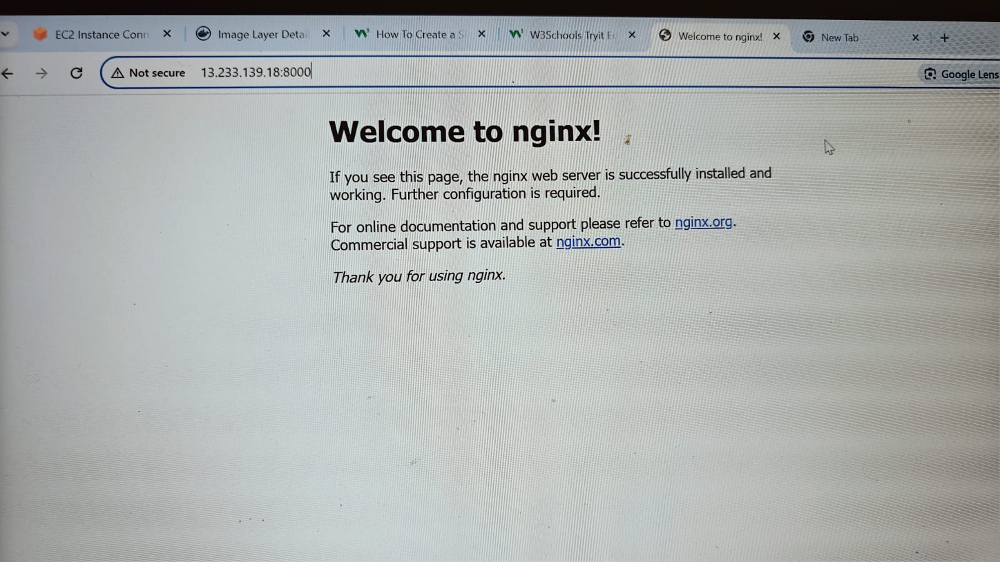 EC2 Instance Conn
Image Layer Detail
How To Create a S
W3Schools Tryit Ed
Welcome to nginx!
New Tab
Not secure
13.233.139.18:8000
Google Lens
Welcome to nginx!
If you see this page, the nginx web server is successfully installed and
working. Further configuration is required.
For online documentation and support please refer to nginx.org.
Commercial support is available at nginx.com.
Thank you for using nginx.